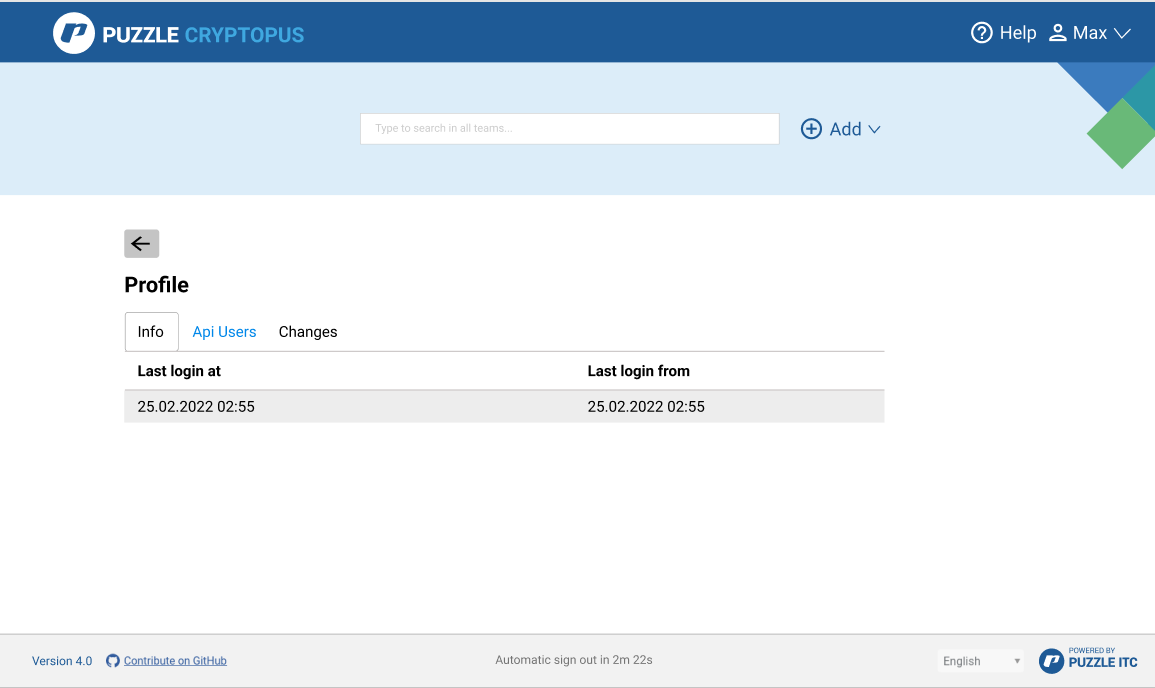 PUZZLE CRYPTOPUS
Help
Max
Type to search in all teams...
Add
Profile
Info Api Users Changes
Last login at Last login from
25.02.2022 02:55 25.02.2022 02:55
Version 4.0 Contribute on GitHub
Automatic sign out in 2m 22s
English
POWERED BY
PUZZLE ITC